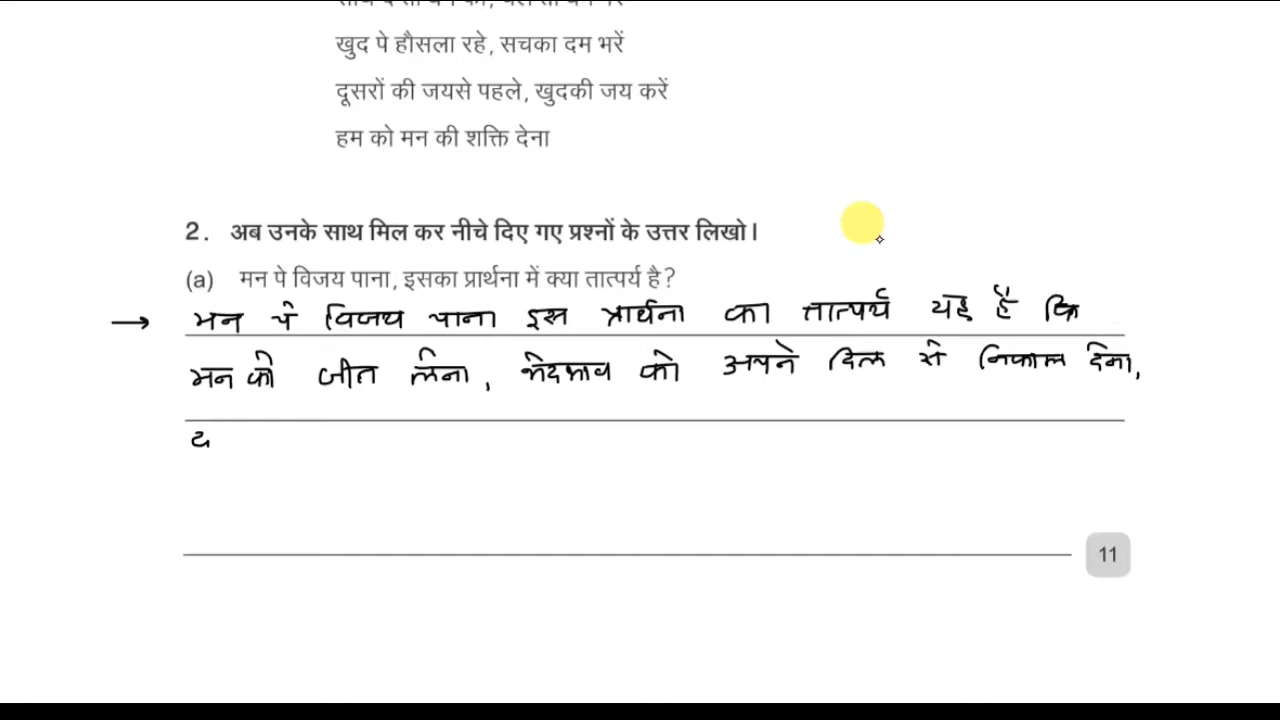 खुद पे हौसला रहे, सचका दम भरें
दूसरों की जयसे पहले, खुदकी जय करें
हम को मन की शक्ति देना
2. अब उनके साथ मिल कर नीचे दिए गए प्रश्नों के उत्तर लिखो।
(a) मन पे विजय पाना, इसका प्रार्थना में क्या तात्पर्य है?
→ मन पे विजय पाना इस प्रार्थना का तात्पर्य यह है कि
मन को जीत लेना, भेदभाव को अपने दिल से निकाल देना,
द
11